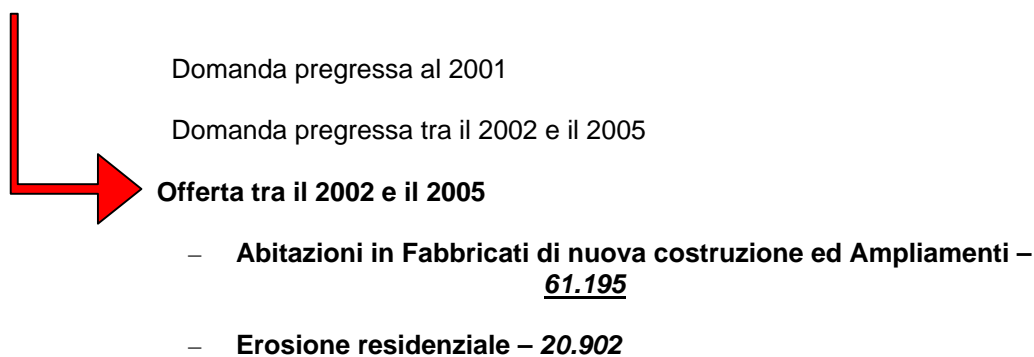 Domanda pregressa al 2001
Domanda pregressa tra il 2002 e il 2005
Offerta tra il 2002 e il 2005
– Abitazioni in Fabbricati di nuova costruzione ed Ampliamenti –
61.195
– Erosione residenziale – 20.902